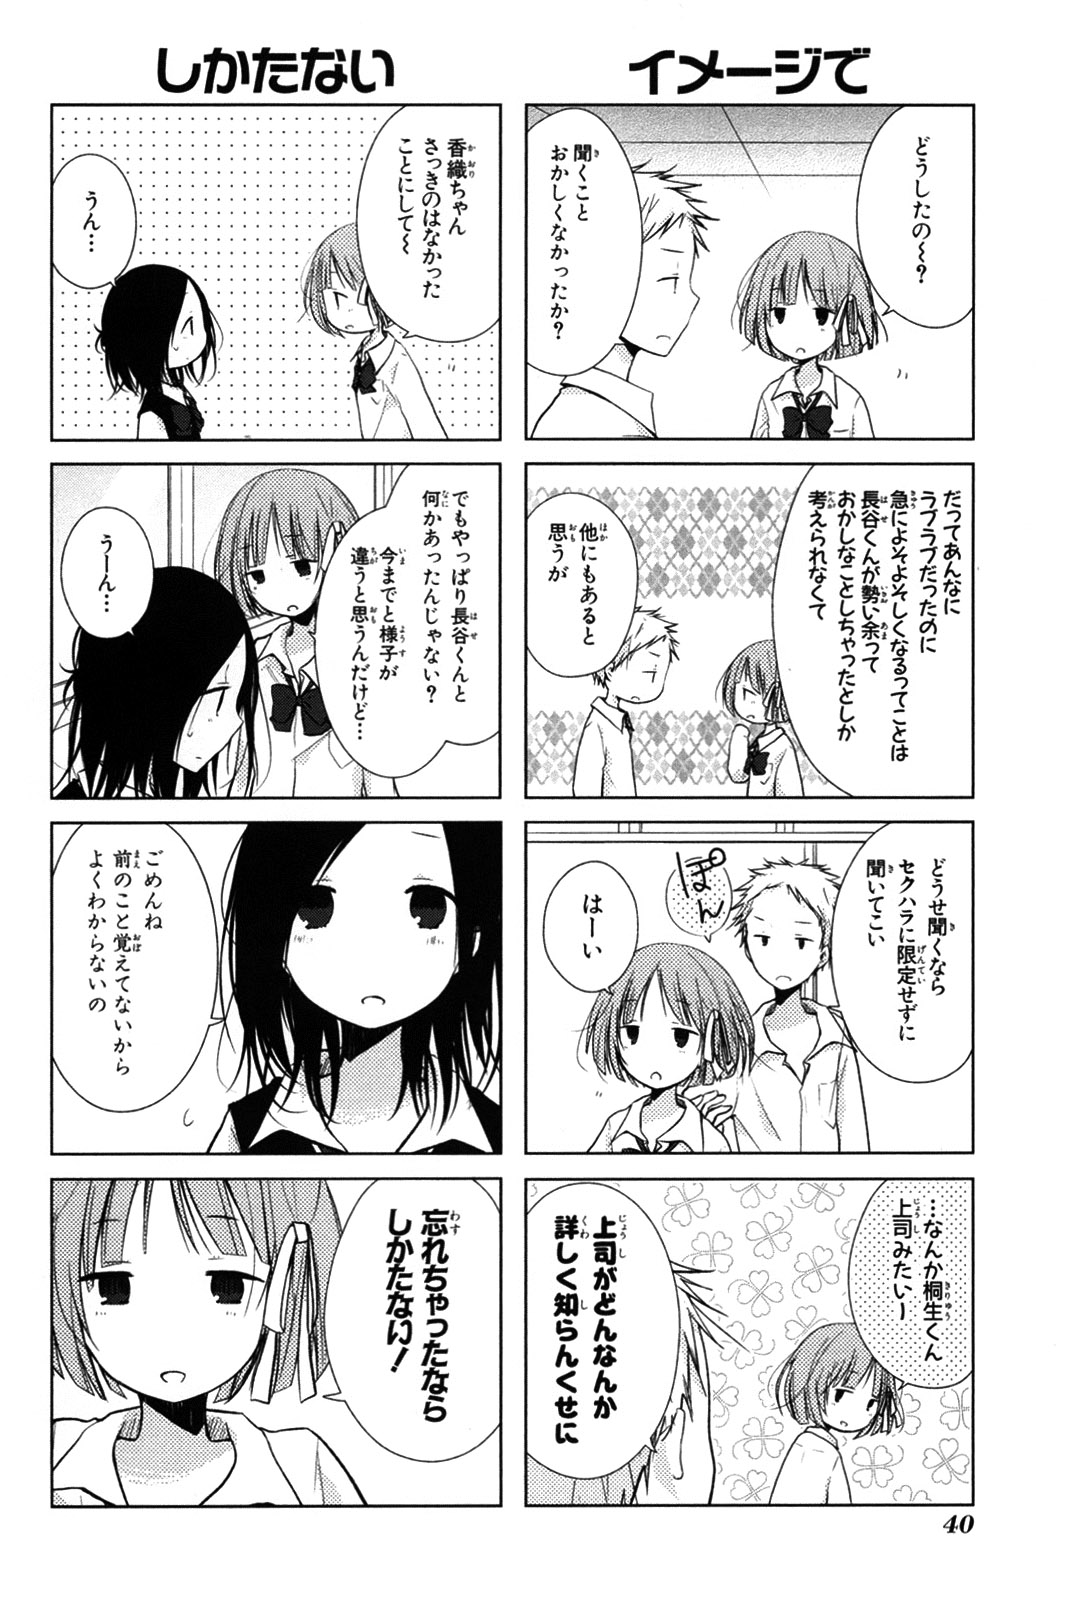 イメージで
どうしたの〜?
聞くこと
おかしくなかったか?
だってあんなに
ラブラブだったのに
急によそよそしくなるってことは
長谷くんが勢い余って
おかしなことしちゃったとしか
考えられなくて
他にもあると
思うが
どうせ聞くなら
セクハラに限定せずに
聞いてこい
ぽん
はーい
…なんか桐生くん
上司みたいー
上司がどんなんか
詳しく知らんくせに
しかたない
香織ちゃん
さっきのはなかった
ことにして〜
うん…
でもやっぱり長谷くんと
何かあったんじゃない?
今までと様子が
違うと思うんだけど…
うーん…
ごめんね
前のこと覚えてないから
よくわからないの
忘れちゃったなら
しかたない!
40